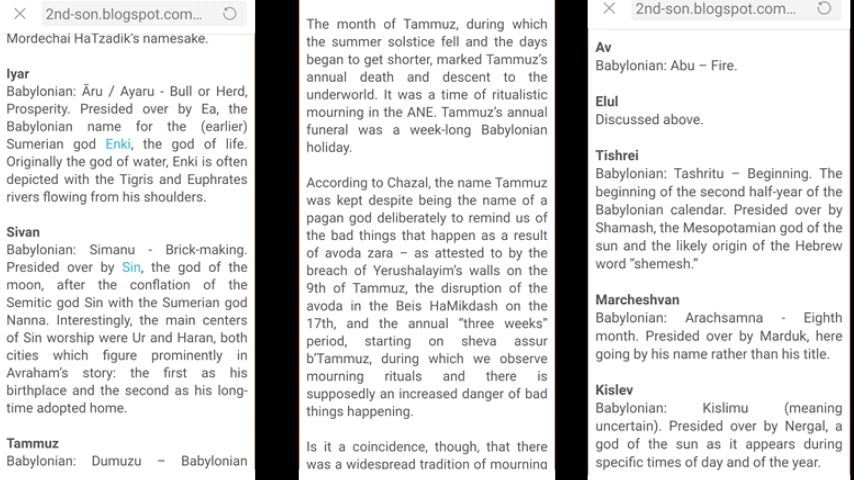 2nd-son.blogspot.com...
Mordechai HaTzadik's namesake.
Iyar
Babylonian: Āru / Ayaru - Bull or Herd,
Prosperity. Presided over by Ea, the
Babylonian name for the (earlier)
Sumerian god Enki, the god of life.
Originally the god of water, Enki is often
depicted with the Tigris and Euphrates
rivers flowing from his shoulders.
Sivan
Babylonian: Simanu - Brick-making.
Presided over by Sin, the god of the
moon, after the conflation of the
Semitic god Sin with the Sumerian god
Nanna. Interestingly, the main centers
of Sin worship were Ur and Haran, both
cities which figure prominently in
Avraham's story: the first as his
birthplace and the second as his long-
time adopted home.
Tammuz
Babylonian: Dumuzu – Babylonian
The month of Tammuz, during which
the summer solstice fell and the days
began to get shorter, marked Tammuz's
annual death and descent to the
underworld. It was a time of ritualistic
mourning in the ANE. Tammuz's annual
funeral was a week-long Babylonian
holiday.
According to Chazal, the name Tammuz
was kept despite being the name of a
pagan god deliberately to remind us of
the bad things that happen as a result
of avoda zara – as attested to by the
breach of Yerushalayim's walls on the
9th of Tammuz, the disruption of the
avoda in the Beis HaMikdash on the
17th, and the annual "three weeks"
period, starting on sheva assur
b'Tammuz, during which we observe
mourning rituals and there is
supposedly an increased danger of bad
things happening.
Is it a coincidence, though, that there
was a widespread tradition of mourning
2nd-son.blogspot.com...
Av
Babylonian: Abu – Fire.
Elul
Discussed above.
Tishrei
Babylonian: Tashritu – Beginning. The
beginning of the second half-year of the
Babylonian calendar. Presided over by
Shamash, the Mesopotamian god of the
sun and the likely origin of the Hebrew
word "shemesh."
Marcheshvan
Babylonian: Arachsamna - Eighth
month. Presided over by Marduk, here
going by his name rather than his title.
Kislev
Babylonian: Kislimu (meaning
uncertain). Presided over by Nergal, a
god of the sun as it appears during
specific times of day and of the year.